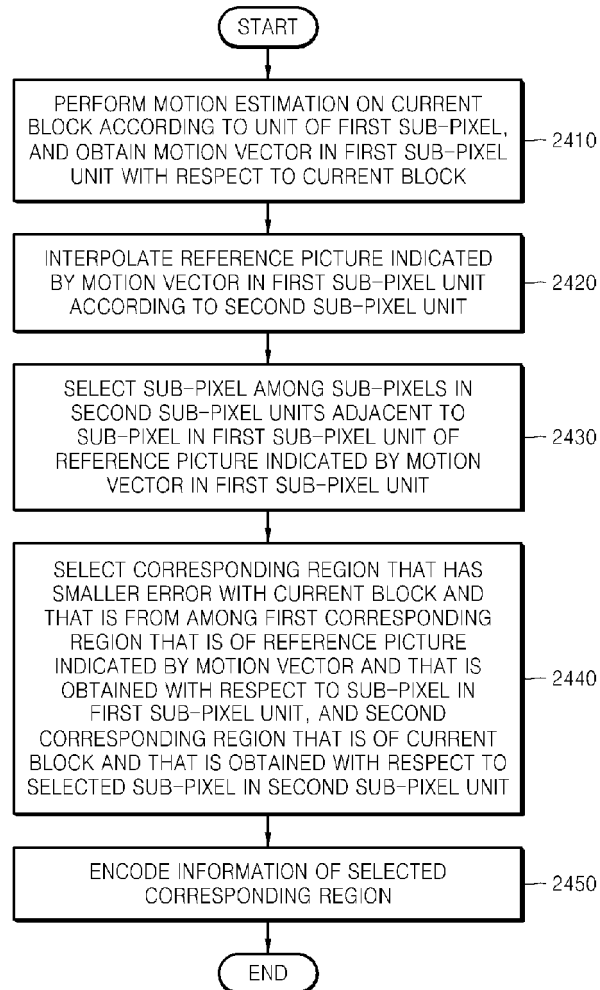 START
PERFORM MOTION ESTIMATION ON CURRENT
BLOCK ACCORDING TO UNIT OF FIRST SUB-PIXEL,
AND OBTAIN MOTION VECTOR IN FIRST SUB-PIXEL
UNIT WITH RESPECT TO CURRENT BLOCK
2410
INTERPOLATE REFERENCE PICTURE INDICATED
BY MOTION VECTOR IN FIRST SUB-PIXEL UNIT
ACCORDING TO SECOND SUB-PIXEL UNIT
2420
SELECT SUB-PIXEL AMONG SUB-PIXELS IN
SECOND SUB-PIXEL UNITS ADJACENT TO
SUB-PIXEL IN FIRST SUB-PIXEL UNIT OF
REFERENCE PICTURE INDICATED BY MOTION
VECTOR IN FIRST SUB-PIXEL UNIT
2430
SELECT CORRESPONDING REGION THAT HAS
SMALLER ERROR WITH CURRENT BLOCK AND
THAT IS FROM AMONG FIRST CORRESPONDING
REGION THAT IS OF REFERENCE PICTURE
INDICATED BY MOTION VECTOR AND THAT IS
OBTAINED WITH RESPECT TO SUB-PIXEL IN
FIRST SUB-PIXEL UNIT, AND SECOND
CORRESPONDING REGION THAT IS OF CURRENT
BLOCK AND THAT IS OBTAINED WITH RESPECT TO
SELECTED SUB-PIXEL IN SECOND SUB-PIXEL UNIT
2440
ENCODE INFORMATION OF SELECTED
CORRESPONDING REGION
2450
END